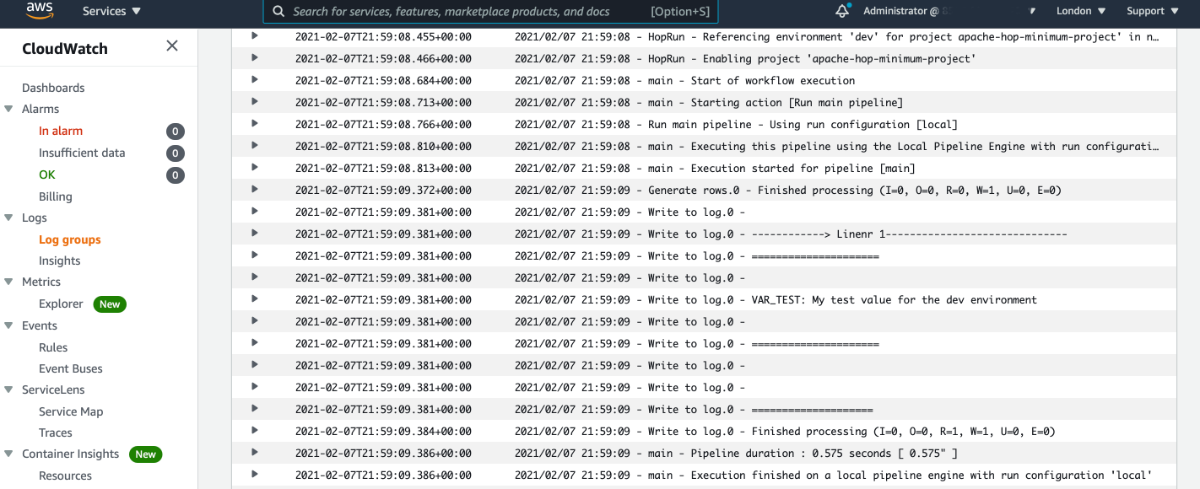 aws
Services ▼
Search for services, features, marketplace products, and docs [Option+S]
Administrator @
London ▼
Support ▼
CloudWatch
Dashboards
Alarms
In alarm 0
Insufficient data 0
OK 0
Billing
Logs
Log groups
Insights
Metrics
Explorer New
Events
Rules
Event Buses
ServiceLens
Service Map
Traces
Container Insights New
Resources
2021-02-07T21:59:08.455+00:00 2021/02/07 21:59:08 - HopRun - Referencing environment 'dev' for project apache-hop-minimum-project' in n…
2021-02-07T21:59:08.466+00:00 2021/02/07 21:59:08 - HopRun - Enabling project 'apache-hop-minimum-project'
2021-02-07T21:59:08.684+00:00 2021/02/07 21:59:08 - main - Start of workflow execution
2021-02-07T21:59:08.713+00:00 2021/02/07 21:59:08 - main - Starting action [Run main pipeline]
2021-02-07T21:59:08.766+00:00 2021/02/07 21:59:08 - Run main pipeline - Using run configuration [local]
2021-02-07T21:59:08.810+00:00 2021/02/07 21:59:08 - main - Executing this pipeline using the Local Pipeline Engine with run configurati…
2021-02-07T21:59:08.813+00:00 2021/02/07 21:59:08 - main - Execution started for pipeline [main]
2021-02-07T21:59:09.372+00:00 2021/02/07 21:59:09 - Generate rows.0 - Finished processing (I=0, O=0, R=0, W=1, U=0, E=0)
2021-02-07T21:59:09.381+00:00 2021/02/07 21:59:09 - Write to log.0 -
2021-02-07T21:59:09.381+00:00 2021/02/07 21:59:09 - Write to log.0 - ------------> Linenr 1------------------------------
2021-02-07T21:59:09.381+00:00 2021/02/07 21:59:09 - Write to log.0 - =====================
2021-02-07T21:59:09.381+00:00 2021/02/07 21:59:09 - Write to log.0 -
2021-02-07T21:59:09.381+00:00 2021/02/07 21:59:09 - Write to log.0 - VAR_TEST: My test value for the dev environment
2021-02-07T21:59:09.381+00:00 2021/02/07 21:59:09 - Write to log.0 -
2021-02-07T21:59:09.381+00:00 2021/02/07 21:59:09 - Write to log.0 - =====================
2021-02-07T21:59:09.381+00:00 2021/02/07 21:59:09 - Write to log.0 -
2021-02-07T21:59:09.381+00:00 2021/02/07 21:59:09 - Write to log.0 -
2021-02-07T21:59:09.381+00:00 2021/02/07 21:59:09 - Write to log.0 - ====================
2021-02-07T21:59:09.384+00:00 2021/02/07 21:59:09 - Write to log.0 - Finished processing (I=0, O=0, R=1, W=1, U=0, E=0)
2021-02-07T21:59:09.386+00:00 2021/02/07 21:59:09 - main - Pipeline duration : 0.575 seconds [ 0.575" ]
2021-02-07T21:59:09.386+00:00 2021/02/07 21:59:09 - main - Execution finished on a local pipeline engine with run configuration 'local'